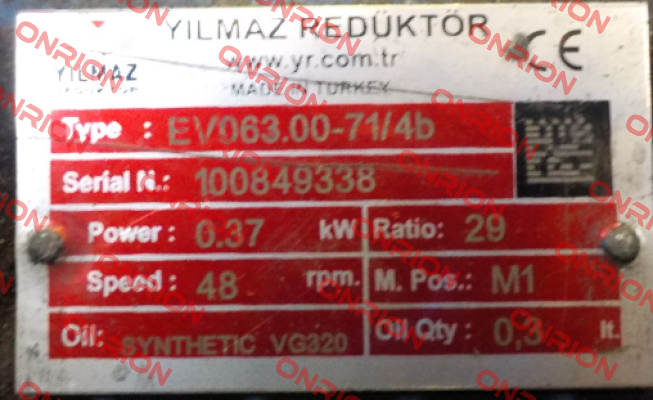 YILMAZ REDÜKTÖR
www.yr.com.tr
YILMAZ
REDÜKTÖR
MADE IN TURKEY
CE
Type : EV063.00-71/4b
Serial N.: 100849338
Power : 0.37 kW Ratio: 29
Speed : 48 rpm. M. Pos.: M1
Oil: SYNTHETIC VG320 Oil Qty : 0,3 lt.
ONRION